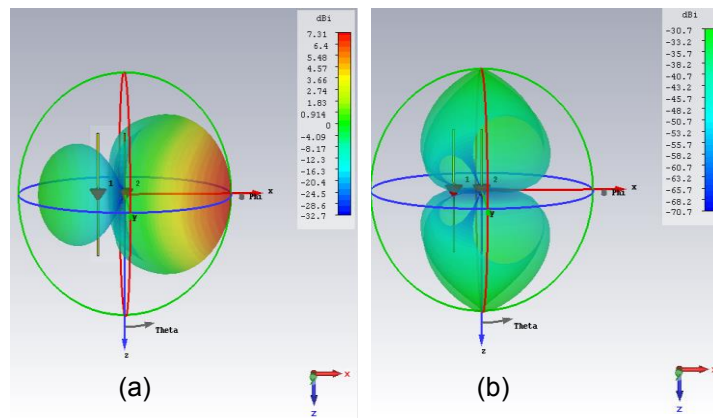 dBi
7.31
6.4
5.48
4.57
3.66
2.74
1.83
0.914
0
-4.09
-8.17
-12.3
-16.3
-20.4
-24.5
-28.6
-32.7
1
2
x
Phi
y
Theta
z
x
z
(a)
dBi
-30.7
-33.2
-35.7
-38.2
-40.7
-43.2
-45.7
-48.2
-50.7
-53.2
-55.7
-58.2
-60.7
-63.2
-65.7
-68.2
-70.7
1
2
x
Phi
y
Theta
z
x
z
(b)